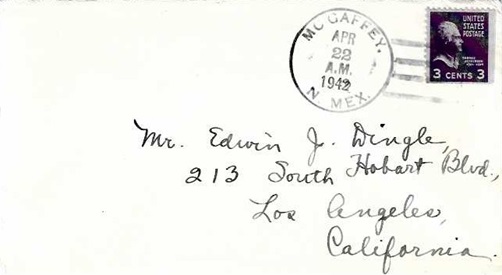 MC GAFFEY.
APR
22
A.M.
1942
N. MEX.
UNITED
STATES
POSTAGE
3 CENTS 3
Mr. Edwin J. Dingle,
213 South Hobart Blvd.,
Los Angeles,
California.